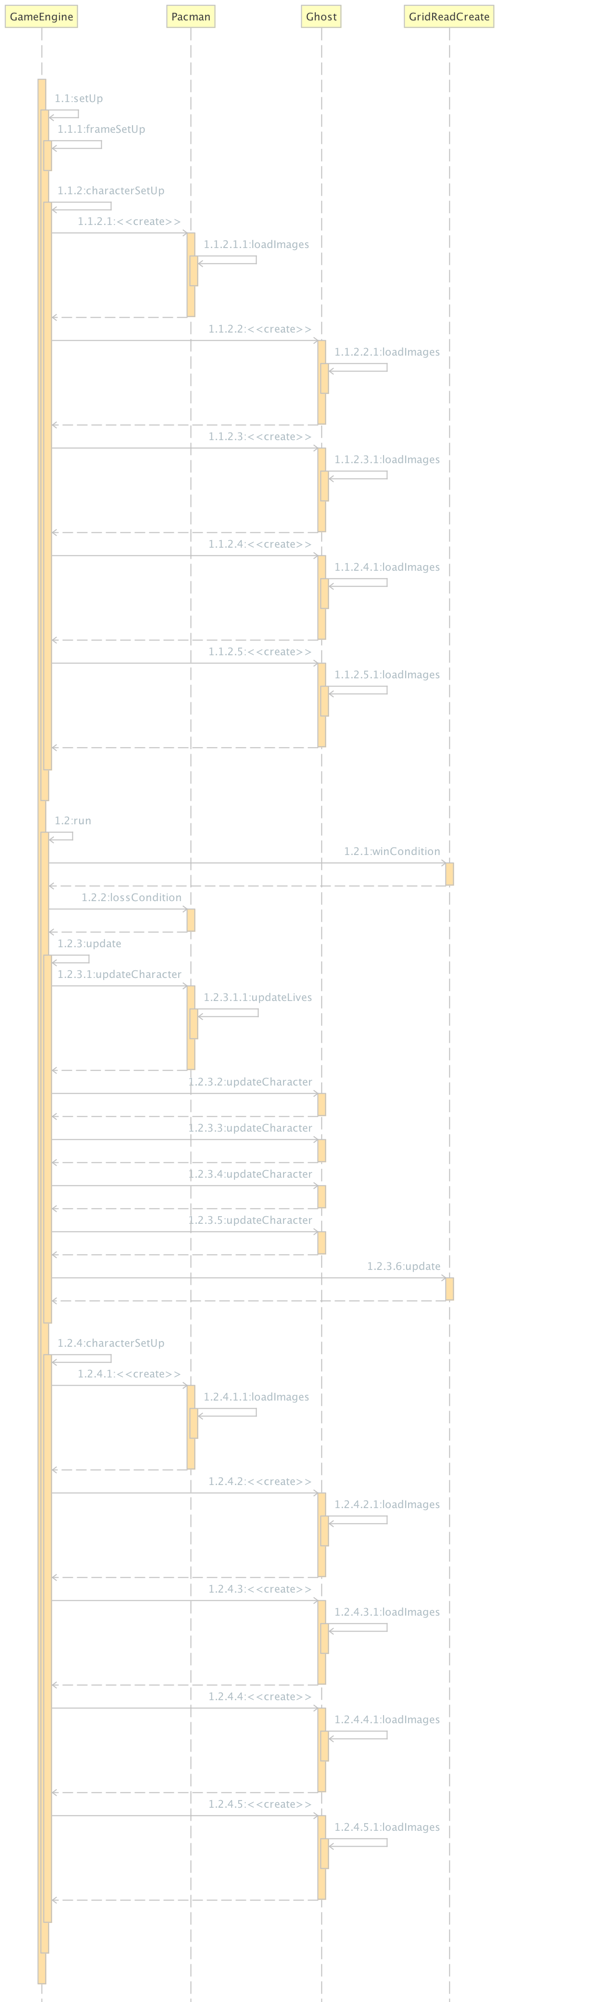 GameEngine
Pacman
Ghost
GridReadCreate
1.1:setUp
1.1.1:frameSetUp
1.1.2:characterSetUp
1.1.2.1:<<create>>
1.1.2.1.1:loadImages
1.1.2.2:<<create>>
1.1.2.2.1:loadImages
1.1.2.3:<<create>>
1.1.2.3.1:loadImages
1.1.2.4:<<create>>
1.1.2.4.1:loadImages
1.1.2.5:<<create>>
1.1.2.5.1:loadImages
1.2:run
1.2.1:winCondition
1.2.2:lossCondition
1.2.3:update
1.2.3.1:updateCharacter
1.2.3.1.1:updateLives
1.2.3.2:updateCharacter
1.2.3.3:updateCharacter
1.2.3.4:updateCharacter
1.2.3.5:updateCharacter
1.2.3.6:update
1.2.4:characterSetUp
1.2.4.1:<<create>>
1.2.4.1.1:loadImages
1.2.4.2:<<create>>
1.2.4.2.1:loadImages
1.2.4.3:<<create>>
1.2.4.3.1:loadImages
1.2.4.4:<<create>>
1.2.4.4.1:loadImages
1.2.4.5:<<create>>
1.2.4.5.1:loadImages